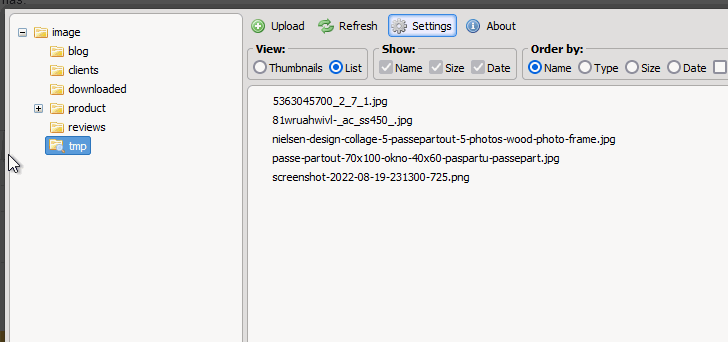 Upload Refresh Settings About
View: Show: Order by:
Thumbnails List Name Size Date Name Type Size Date
image
blog
clients
downloaded
product
reviews
tmp
5363045700_2_7_1.jpg
81wruahwivl-_ac_ss450_.jpg
nielsen-design-collage-5-passepartout-5-photos-wood-photo-frame.jpg
passe-partout-70x100-okno-40x60-paspartu-passepart.jpg
screenshot-2022-08-19-231300-725.png